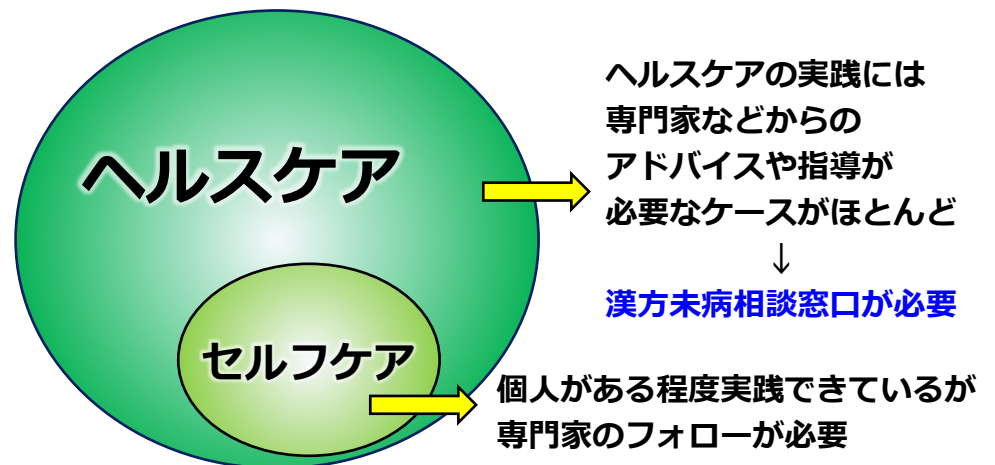 ヘルスケア
ヘルスケアの実践には
専門家などからの
アドバイスや指導が
必要なケースがほとんど
↓
漢方未病相談窓口が必要
セルフケア
個人がある程度実践できているが
専門家のフォローが必要